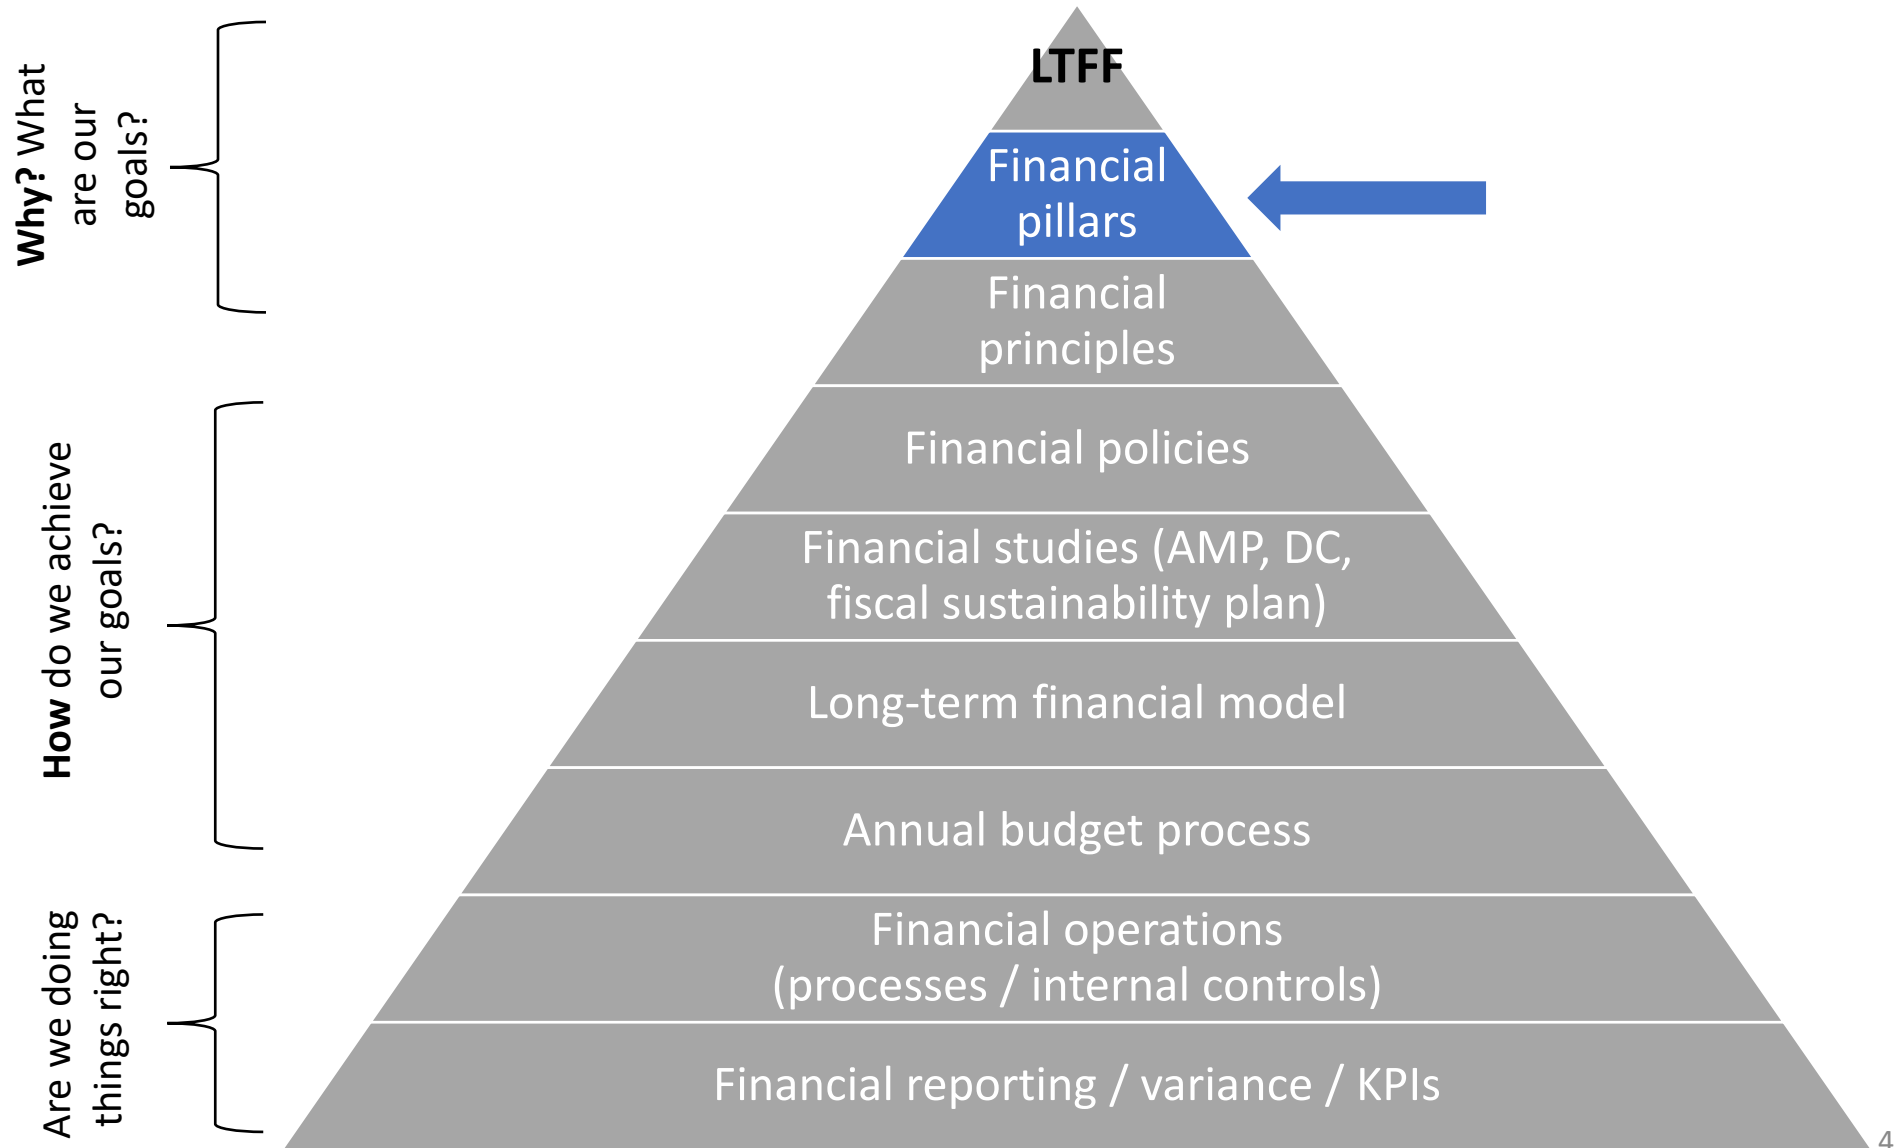 Why? What
are our
goals?
LTFF
Financial
pillars
Financial
principles
How do we achieve
our goals?
Financial policies
Financial studies (AMP, DC,
fiscal sustainability plan)
Long-term financial model
Annual budget process
Are we doing
things right?
Financial operations
(processes / internal controls)
Financial reporting / variance / KPIs
4